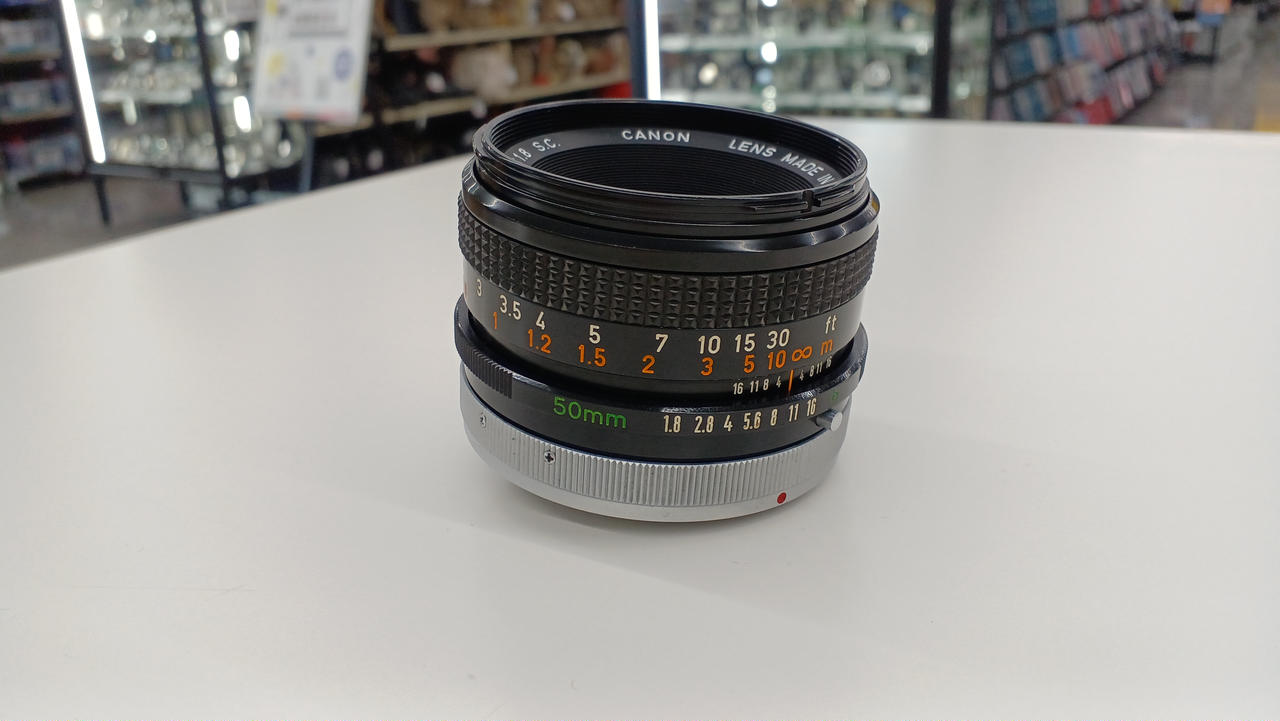 1.8 S.C. CANON LENS MADE IN
3 3.5 4 5 7 10 15 30 ft
1 1.2 1.5 2 3 5 10 ∞ m
16 11 8 4 4 8 11 16
50mm 1.8 2.8 4 5.6 8 11 16